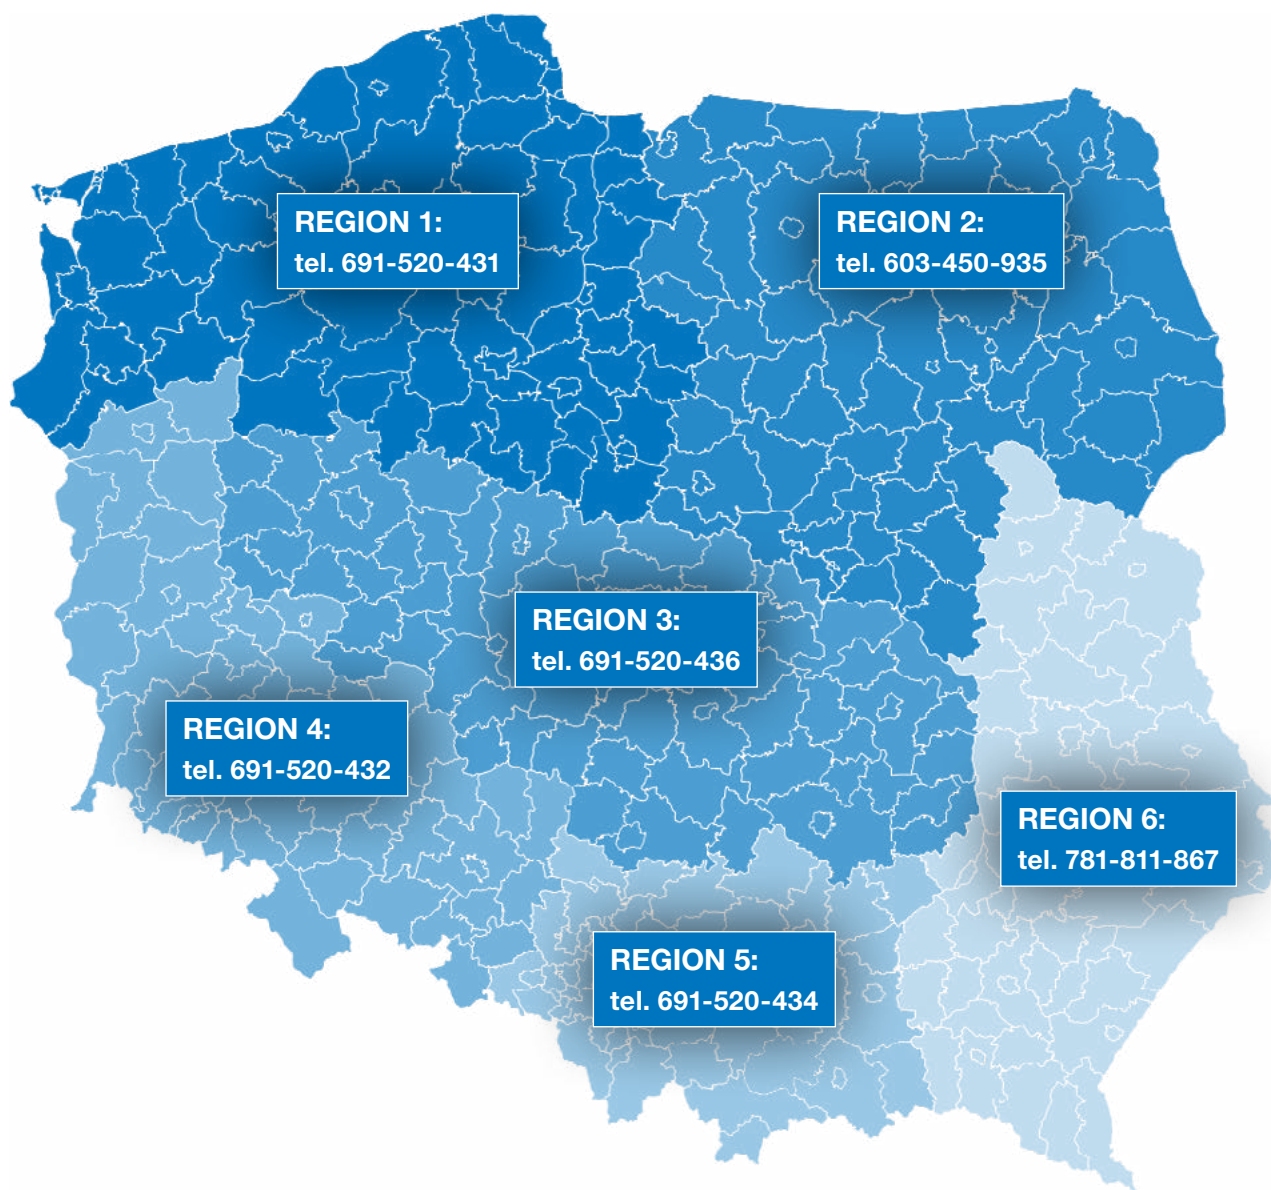 REGION 1:
tel. 691-520-431
REGION 2:
tel. 603-450-935
REGION 3:
tel. 691-520-436
REGION 4:
tel. 691-520-432
REGION 6:
tel. 781-811-867
REGION 5:
tel. 691-520-434